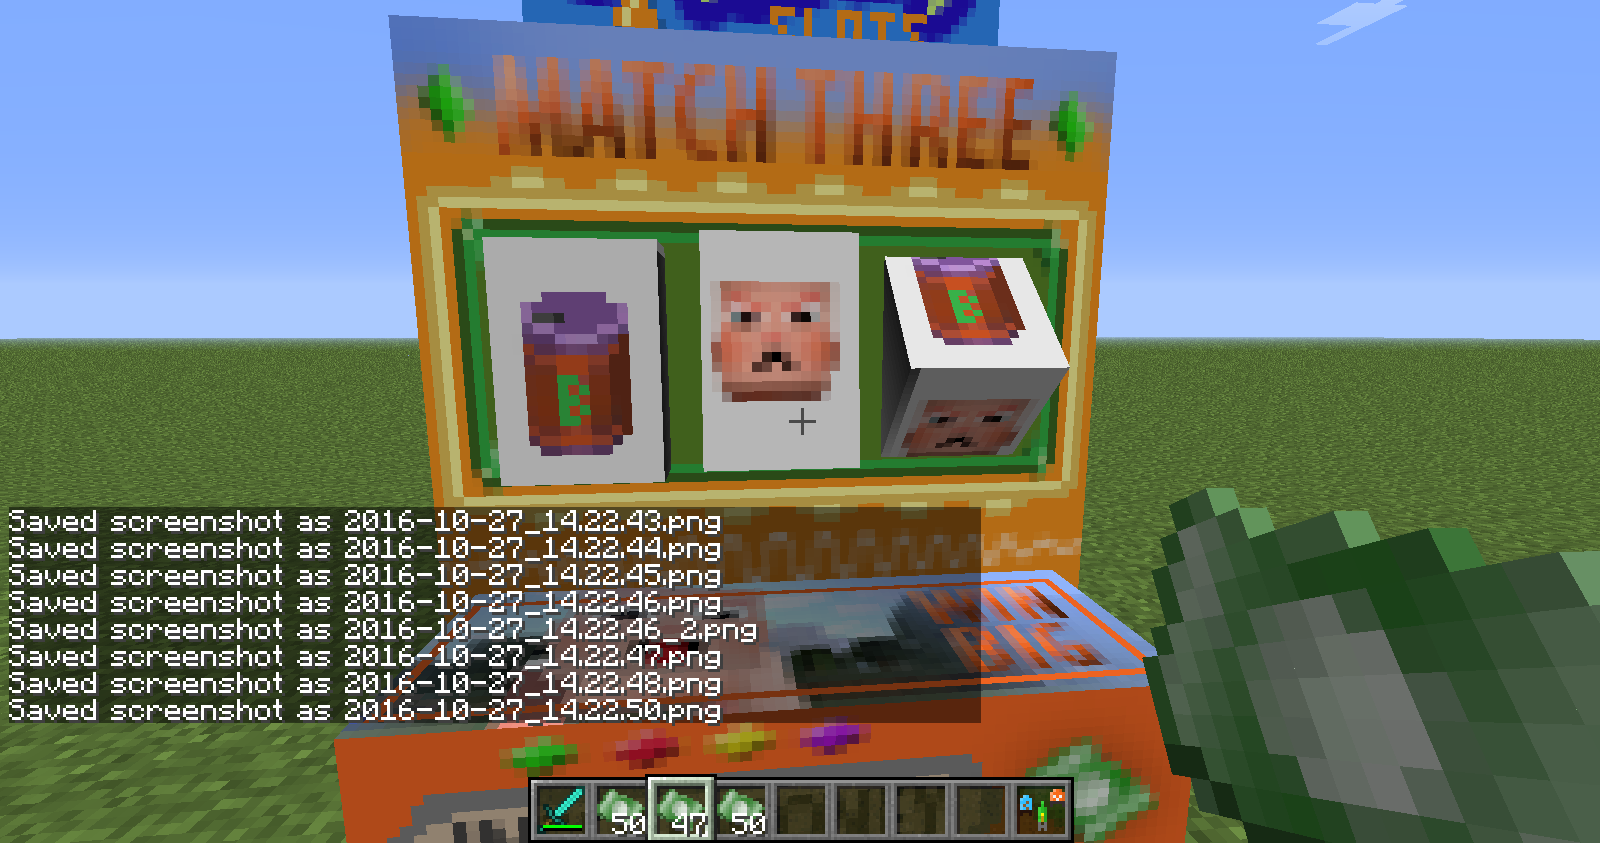 SLOTS
MATCH THREE
B
B
Saved screenshot as 2016-10-27_14.22.43.png
Saved screenshot as 2016-10-27_14.22.44.png
Saved screenshot as 2016-10-27_14.22.45.png
Saved screenshot as 2016-10-27_14.22.46.png
Saved screenshot as 2016-10-27_14.22.46_2.png
Saved screenshot as 2016-10-27_14.22.47.png
Saved screenshot as 2016-10-27_14.22.48.png
Saved screenshot as 2016-10-27_14.22.50.png
WIN
BIG
50 47 50